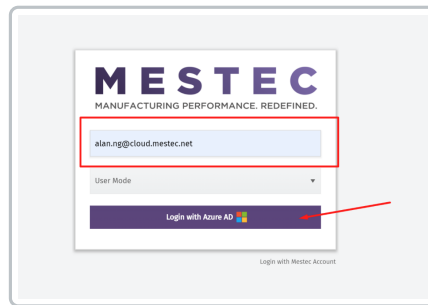 MESTEC
MANUFACTURING PERFORMANCE. REDEFINED.
alan.ng@cloud.mestec.net
User Mode
Login with Azure AD
Login with Mestec Account